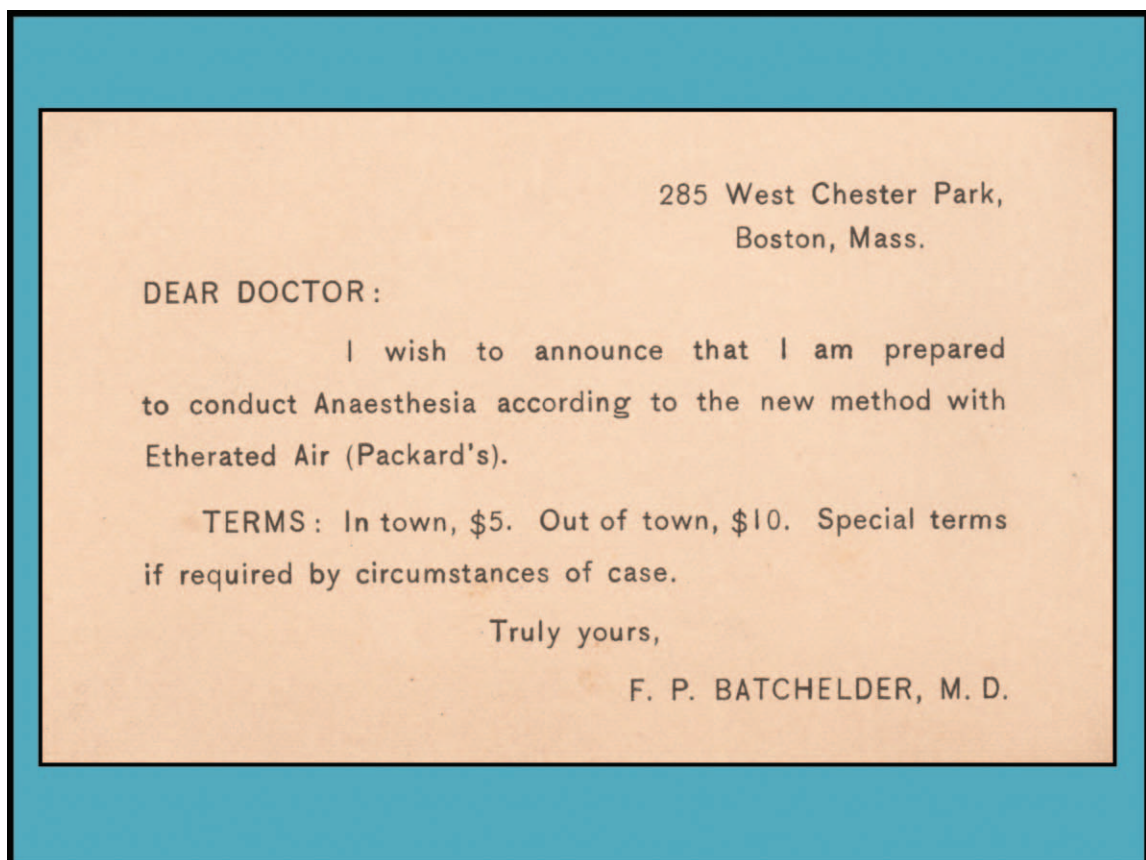 285 West Chester Park,
Boston, Mass.
DEAR DOCTOR:
I wish to announce that I am prepared
to conduct Anaesthesia according to the new method with
Etherated Air (Packard's).
TERMS: In town, $5. Out of town, $10. Special terms
if required by circumstances of case.
Truly yours,
F. P. BATCHELDER, M. D.